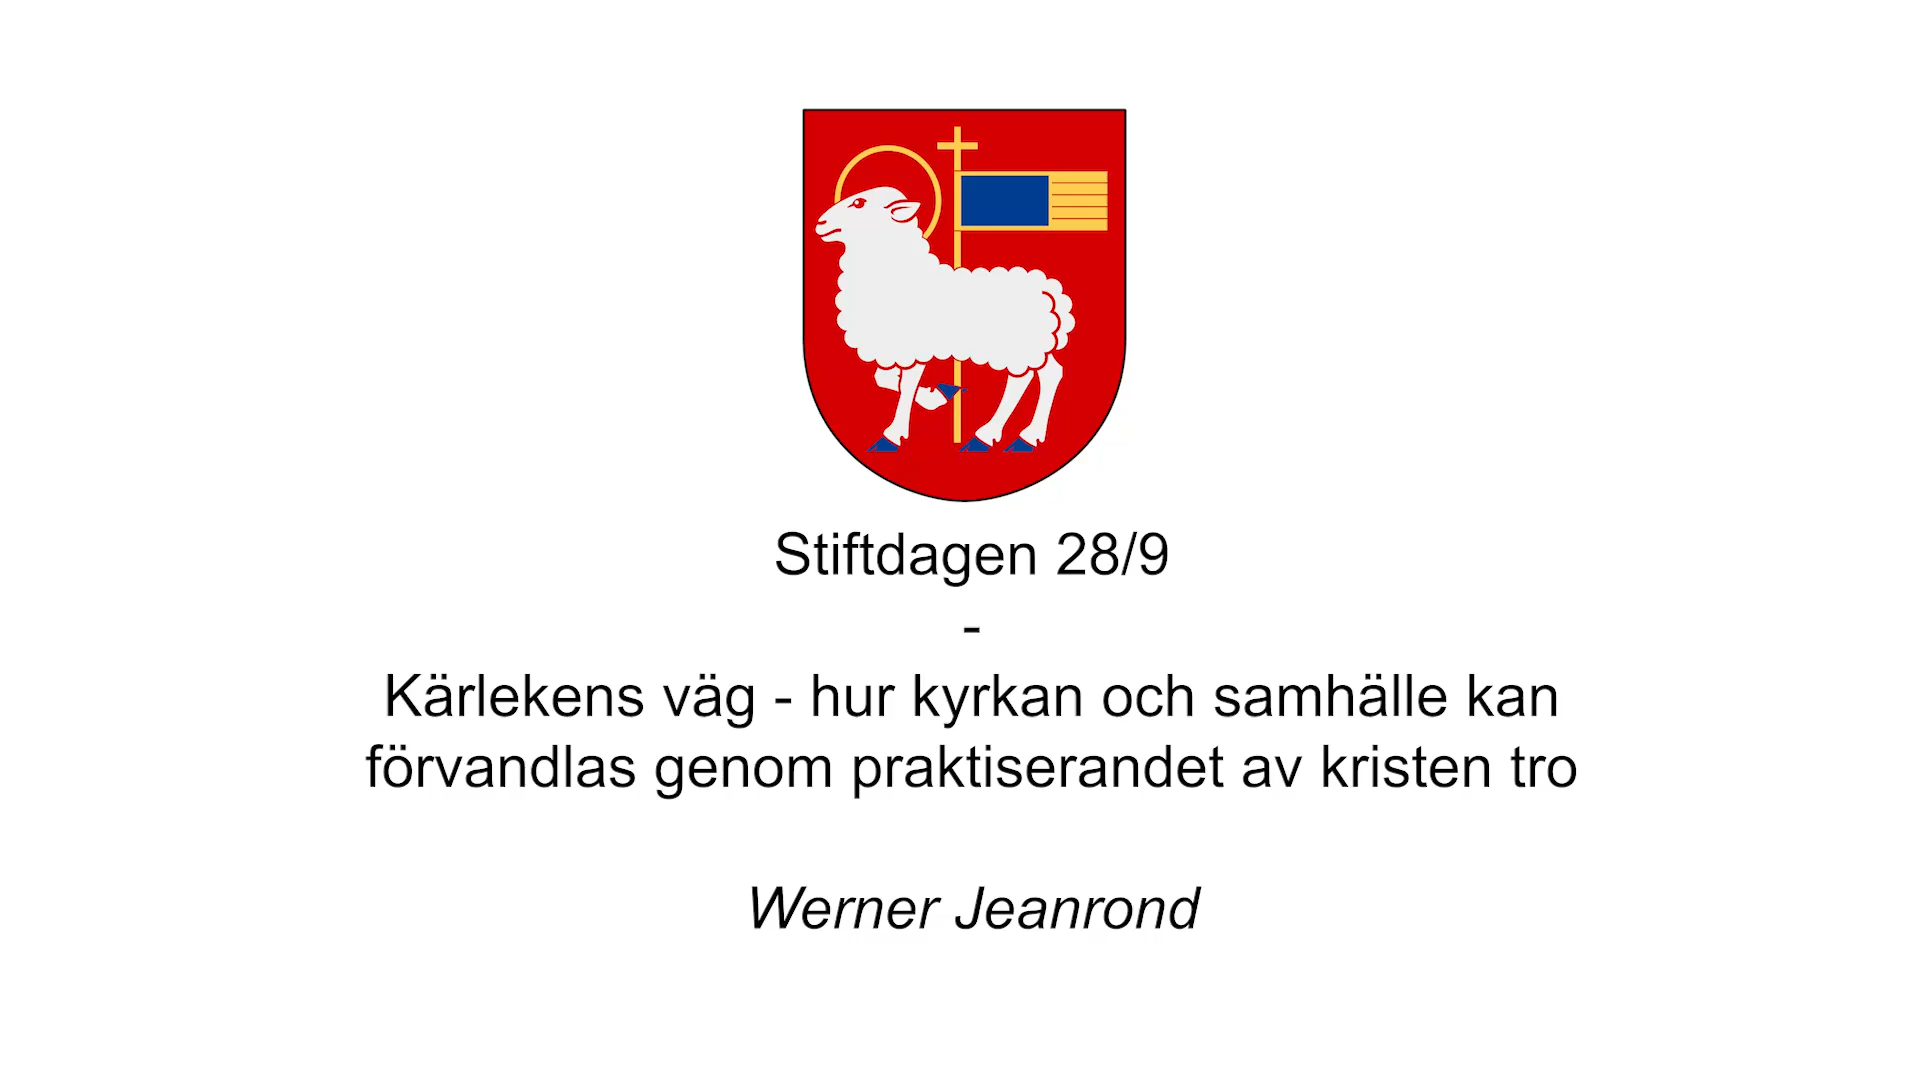 Stiftdagen 28/9
-
Kärlekens väg - hur kyrkan och samhälle kan
förvandlas genom praktiserandet av kristen tro
Werner Jeanrond